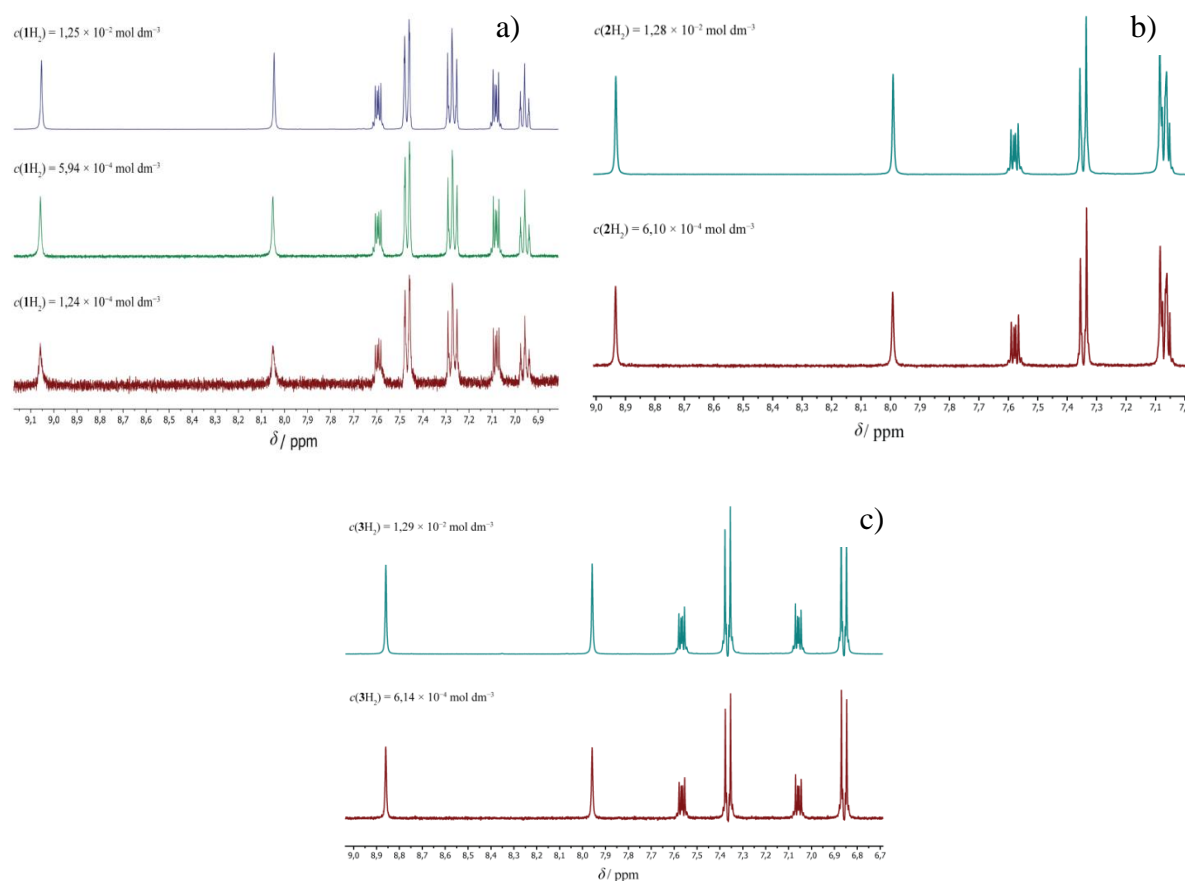 a)
c(1H₂) = 1,25 × 10⁻² mol dm⁻³
c(1H₂) = 5,94 × 10⁻⁴ mol dm⁻³
c(1H₂) = 1,24 × 10⁻⁴ mol dm⁻³
9,1 9,0 8,9 8,8 8,7 8,6 8,5 8,4 8,3 8,2 8,1 8,0 7,9 7,8 7,7 7,6 7,5 7,4 7,3 7,2 7,1 7,0 6,9
δ/ ppm
b)
c(2H₂) = 1,28 × 10⁻² mol dm⁻³
c(2H₂) = 6,10 × 10⁻⁴ mol dm⁻³
9,0 8,9 8,8 8,7 8,6 8,5 8,4 8,3 8,2 8,1 8,0 7,9 7,8 7,7 7,6 7,5 7,4 7,3 7,2 7,1 7,0
δ/ ppm
c)
c(3H₂) = 1,29 × 10⁻² mol dm⁻³
c(3H₂) = 6,14 × 10⁻⁴ mol dm⁻³
9,0 8,9 8,8 8,7 8,6 8,5 8,4 8,3 8,2 8,1 8,0 7,9 7,8 7,7 7,6 7,5 7,4 7,3 7,2 7,1 7,0 6,9 6,8 6,7
δ/ ppm